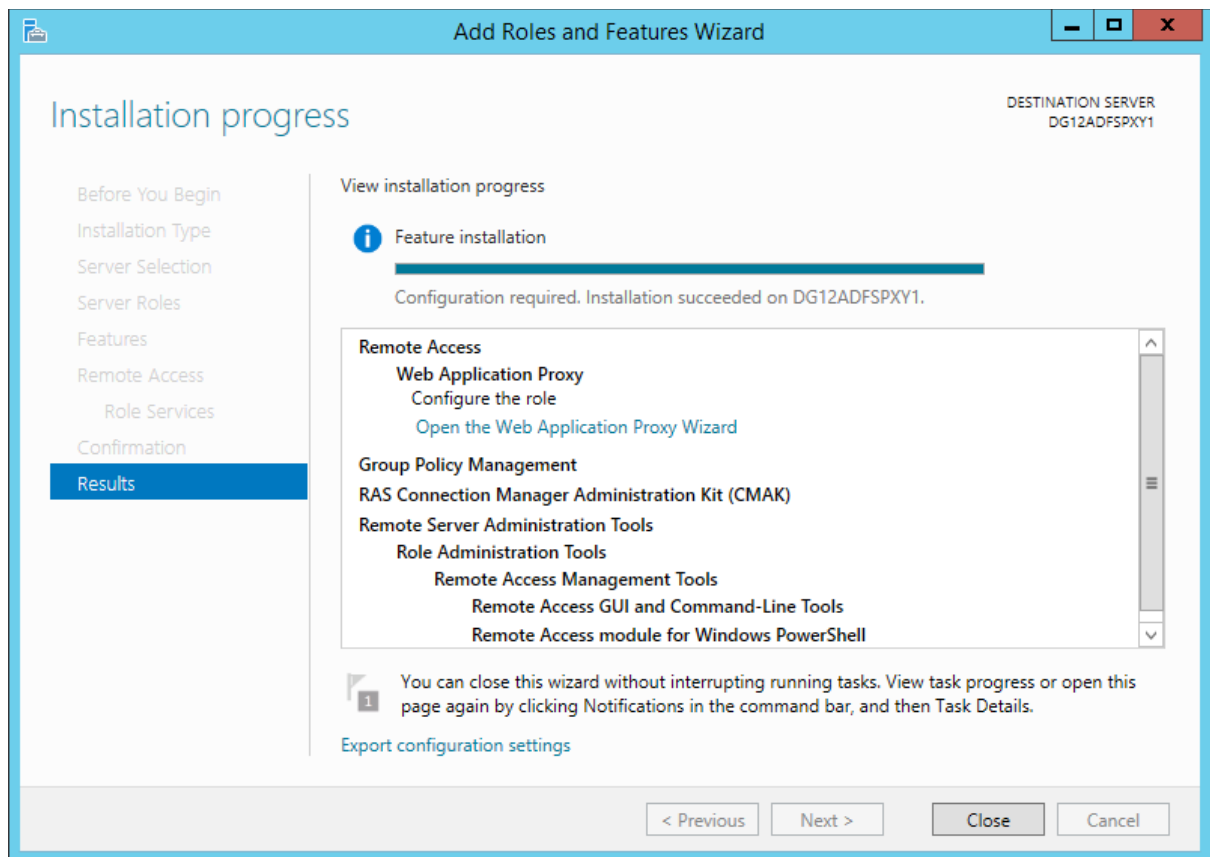 Add Roles and Features Wizard
Installation progress
DESTINATION SERVER
DG12ADFSPXY1
Before You Begin
Installation Type
Server Selection
Server Roles
Features
Remote Access
Role Services
Confirmation
Results
View installation progress
Feature installation
Configuration required. Installation succeeded on DG12ADFSPXY1.
Remote Access
Web Application Proxy
Configure the role
Open the Web Application Proxy Wizard
Group Policy Management
RAS Connection Manager Administration Kit (CMAK)
Remote Server Administration Tools
Role Administration Tools
Remote Access Management Tools
Remote Access GUI and Command-Line Tools
Remote Access module for Windows PowerShell
1
You can close this wizard without interrupting running tasks. View task progress or open this
page again by clicking Notifications in the command bar, and then Task Details.
Export configuration settings
< Previous
Next >
Close
Cancel